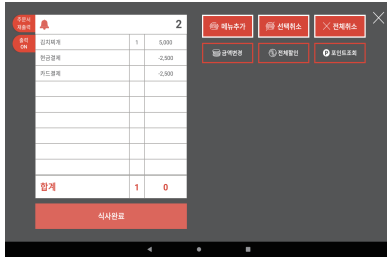 주문서
재출력
출력
ON
2
김치찌개 1 5,000
현금결제 -2,500
카드결제 -2,500
합계 1 0
식사완료
메뉴추가 선택취소 전체취소
금액변경 전체할인 P 포인트조회